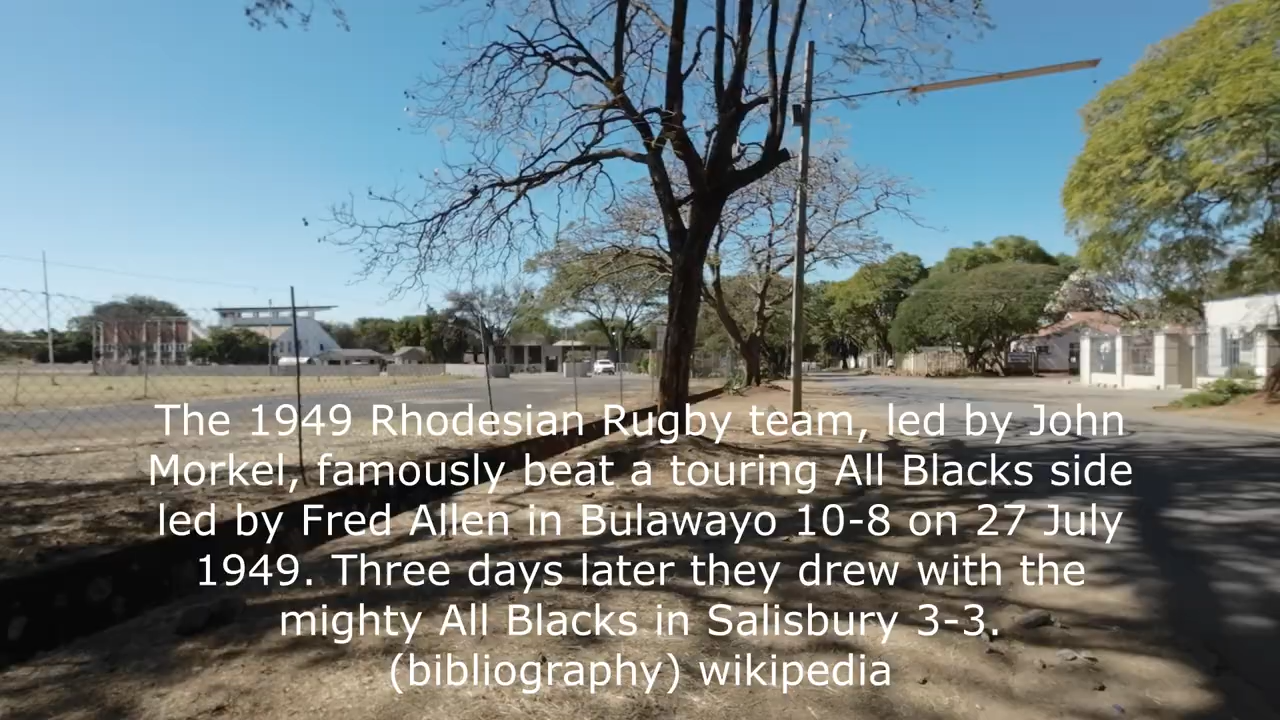 The 1949 Rhodesian Rugby team, led by John
Morkel, famously beat a touring All Blacks side
led by Fred Allen in Bulawayo 10-8 on 27 July
1949. Three days later they drew with the
mighty All Blacks in Salisbury 3-3.
(bibliography) wikipedia